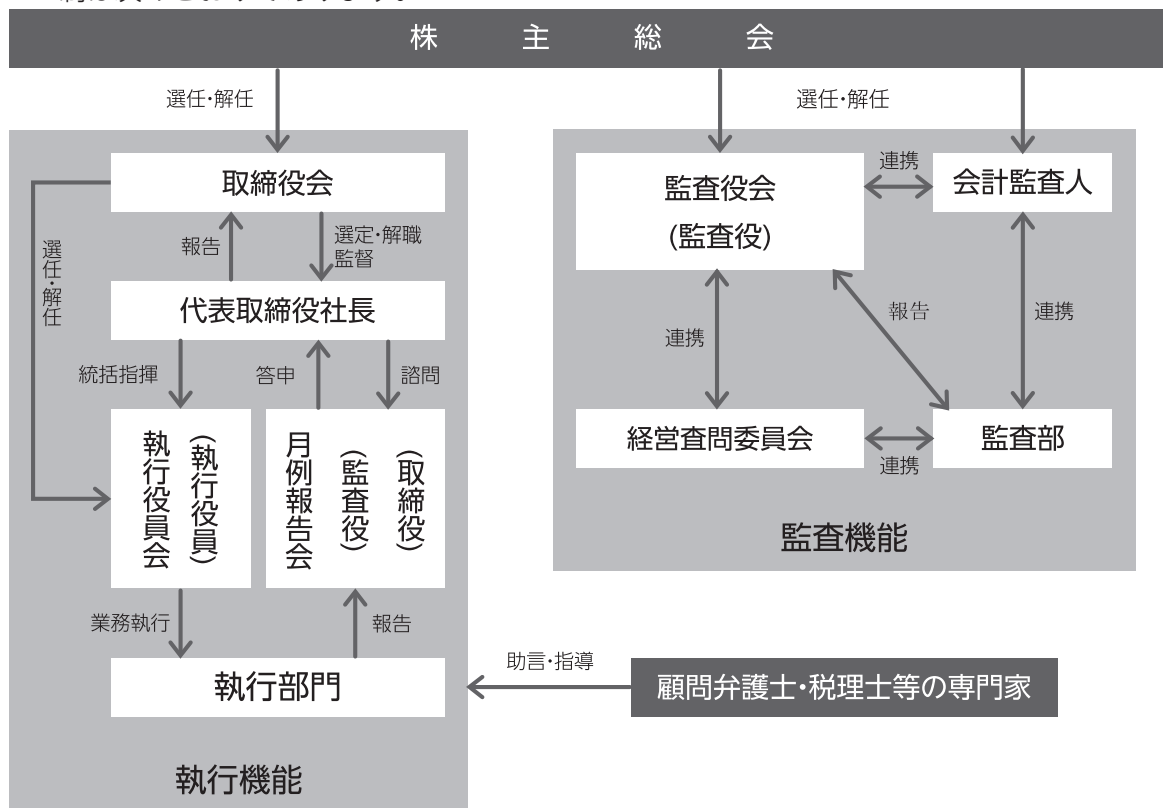 株主総会
選任・解任
選任・解任
取締役会
報告
選定・解職
監督
選任・解任
代表取締役社長
統括指揮
答申
諮問
執行役員会
(執行役員)
月例報告会
(監査役)
(取締役)
業務執行
報告
執行部門
執行機能
監査役会
(監査役)
連携
会計監査人
連携
報告
連携
経営査問委員会
連携
監査部
監査機能
助言・指導
顧問弁護士・税理士等の専門家